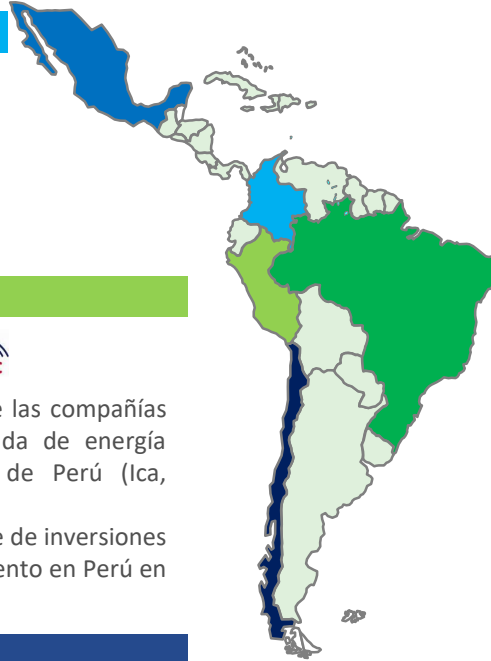 e las compañías
da de energía
de Perú (Ica,
e de inversiones
ento en Perú en